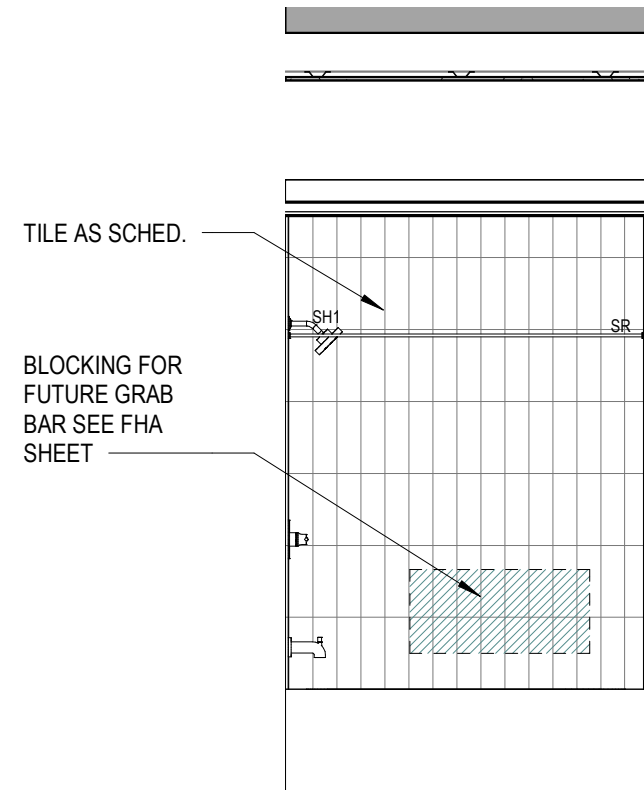 TILE AS SCHED.
SH1
SR
BLOCKING FOR
FUTURE GRAB
BAR SEE FHA
SHEET